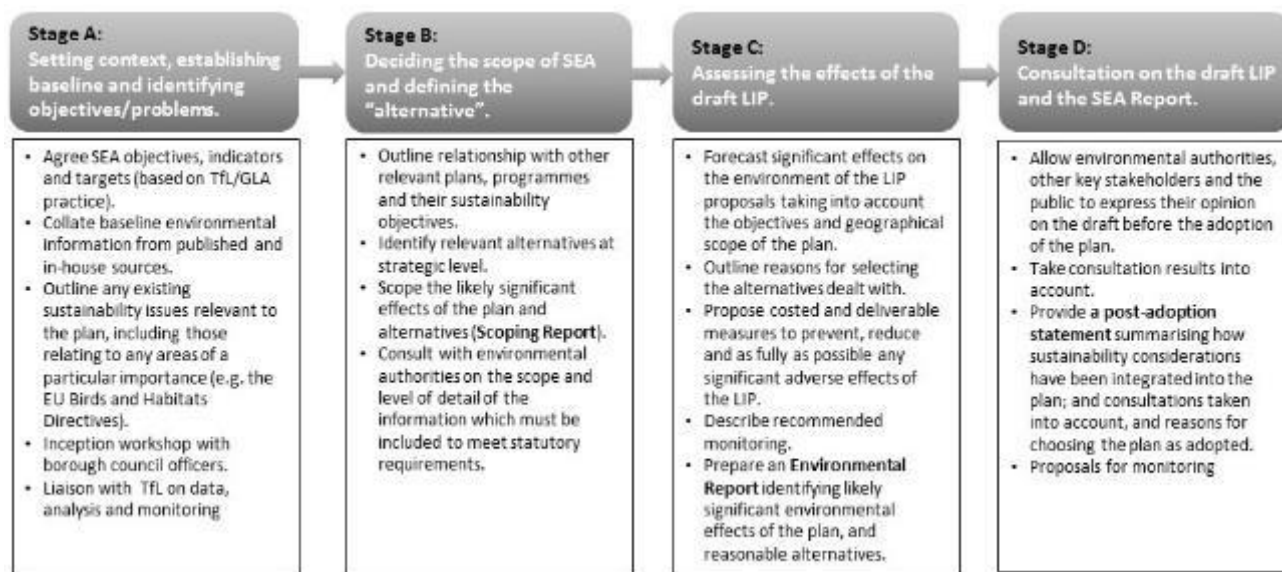 Stage A:
Setting context, establishing
baseline and identifying
objectives/problems.
• Agree SEA objectives, indicators
and targets (based on TfL/GLA
practice).
• Collate baseline environmental
information from published and
in-house sources.
• Outline any existing
sustainability issues relevant to
the plan, including those
relating to any areas of a
particular importance (e.g. the
EU Birds and Habitats
Directives).
• Inception workshop with
borough council officers.
• Liaison with TfL on data,
analysis and monitoring
Stage B:
Deciding the scope of SEA
and defining the
“alternative”.
• Outline relationship with other
relevant plans, programmes
and their sustainability
objectives.
• Identify relevant alternatives at
strategic level.
• Scope the likely significant
effects of the plan and
alternatives (Scoping Report).
• Consult with environmental
authorities on the scope and
level of detail of the
information which must be
included to meet statutory
requirements.
Stage C:
Assessing the effects of the
draft LIP.
• Forecast significant effects on
the environment of the LIP
proposals taking into account
the objectives and geographical
scope of the plan.
• Outline reasons for selecting
the alternatives dealt with.
• Propose costed and deliverable
measures to prevent, reduce
and as fully as possible any
significant adverse effects of
the LIP.
• Describe recommended
monitoring.
• Prepare an Environmental
Report identifying likely
significant environmental
effects of the plan, and
reasonable alternatives.
Stage D:
Consultation on the draft LIP
and the SEA Report.
• Allow environmental authorities,
other key stakeholders and the
public to express their opinion
on the draft before the adoption
of the plan.
• Take consultation results into
account.
• Provide a post-adoption
statement summarising how
sustainability considerations
have been integrated into the
plan; and consultations taken
into account, and reasons for
choosing the plan as adopted.
• Proposals for monitoring